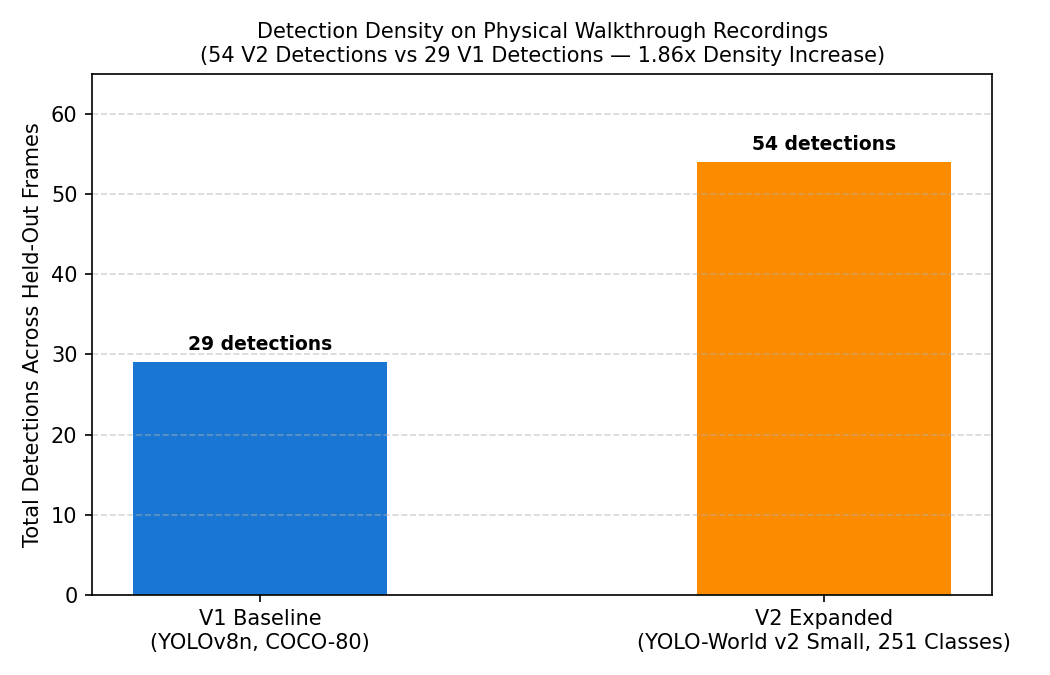 Detection Density on Physical Walkthrough Recordings
(54 V2 Detections vs 29 V1 Detections — 1.86x Density Increase)
Total Detections Across Held-Out Frames
60
50
40
30
20
10
0
29 detections
54 detections
V1 Baseline
(YOLOv8n, COCO-80)
V2 Expanded
(YOLO-World v2 Small, 251 Classes)